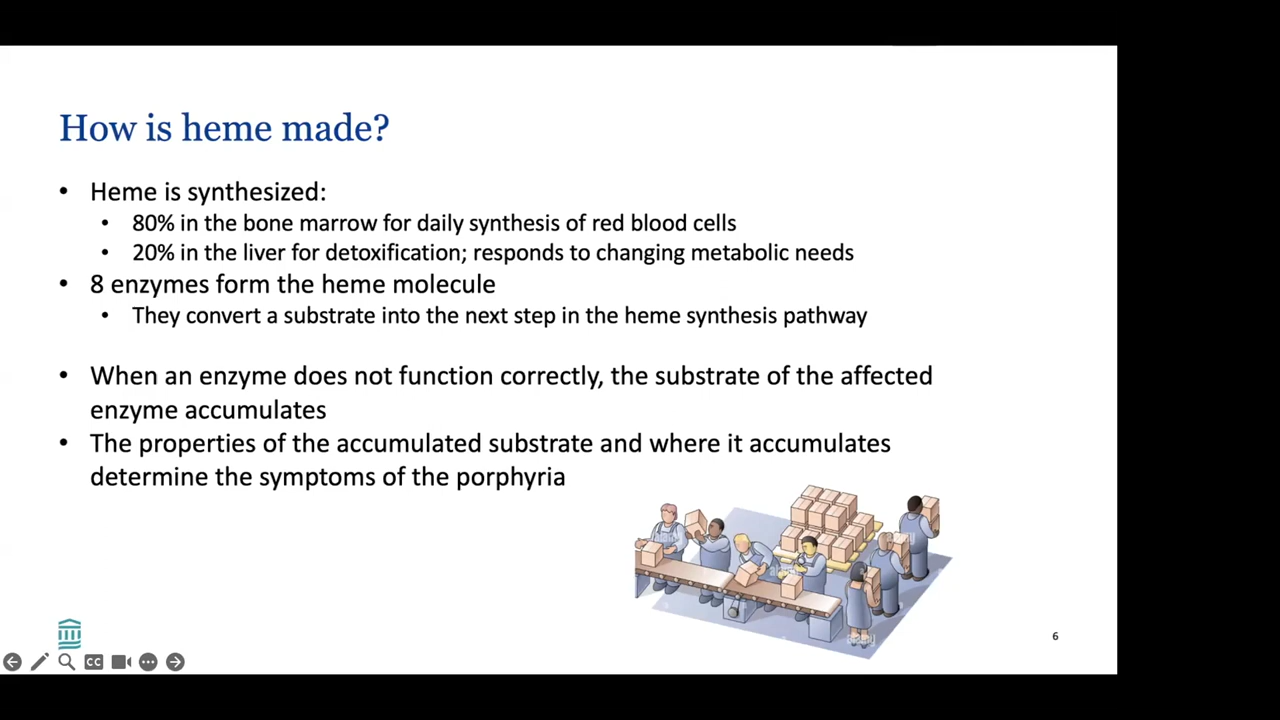 How is heme made?
• Heme is synthesized:
• 80% in the bone marrow for daily synthesis of red blood cells
• 20% in the liver for detoxification; responds to changing metabolic needs
• 8 enzymes form the heme molecule
• They convert a substrate into the next step in the heme synthesis pathway
• When an enzyme does not function correctly, the substrate of the affected
enzyme accumulates
• The properties of the accumulated substrate and where it accumulates
determine the symptoms of the porphyria
alamy
6
CC